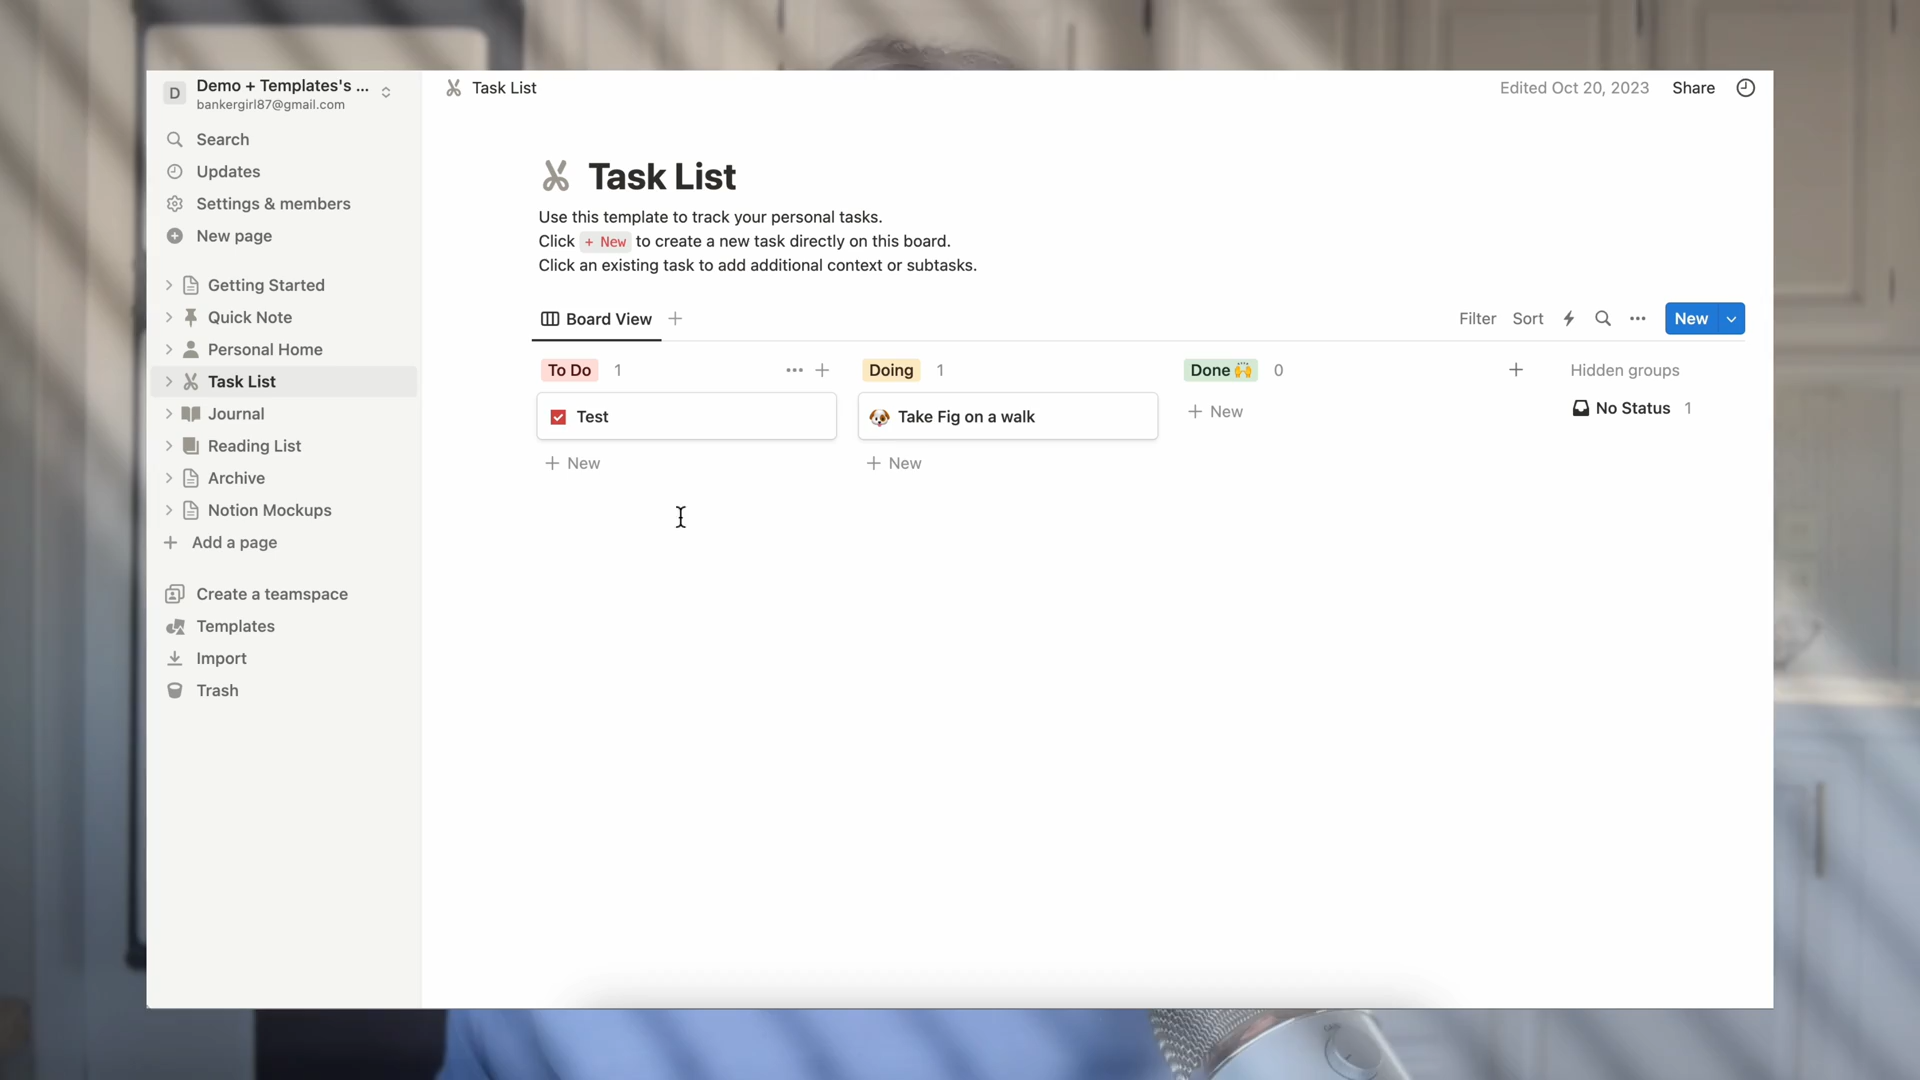 D
Demo + Templates's ...
bankergirl87@gmail.com
Search
Updates
Settings & members
New page
Getting Started
Quick Note
Personal Home
Task List
Journal
Reading List
Archive
Notion Mockups
Add a page
Create a teamspace
Templates
Import
Trash
Task List
Edited Oct 20, 2023
Share
Task List
Use this template to track your personal tasks.
Click + New to create a new task directly on this board.
Click an existing task to add additional context or subtasks.
Board View
Filter
Sort
New
To Do 1
Test
+ New
Doing 1
🐶 Take Fig on a walk
+ New
Done 🙌 0
+ New
Hidden groups
No Status 1